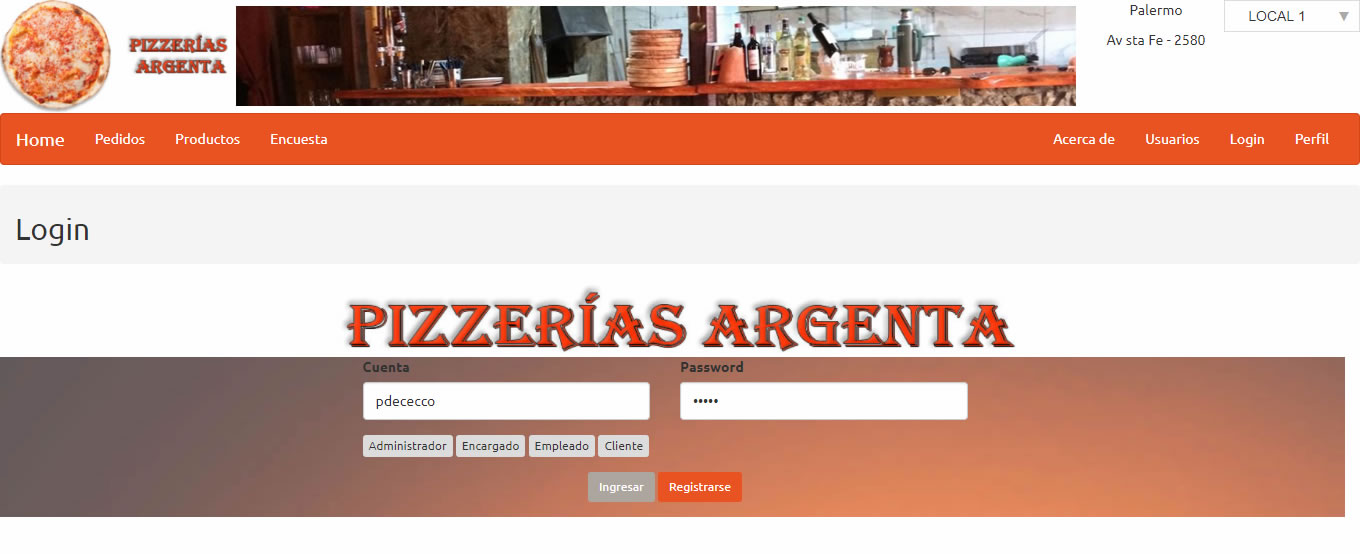 PIZZERÍAS
ARGENTA
Palermo
Av sta Fe - 2580
LOCAL 1
Home Pedidos Productos Encuesta Acerca de Usuarios Login Perfil
Login
PIZZERÍAS ARGENTA
Cuenta Password
pdececco •••••
Administrador Encargado Empleado Cliente
Ingresar Registrarse